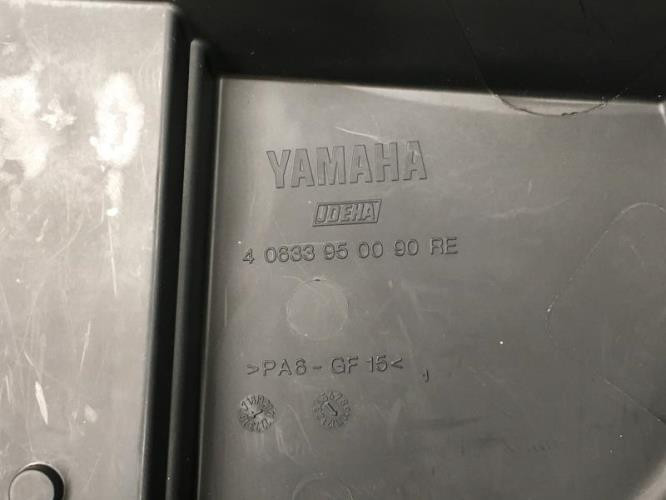 YAMAHA
IDEHA
4 0633 95 00 90 RE
>PA6-GF 15<